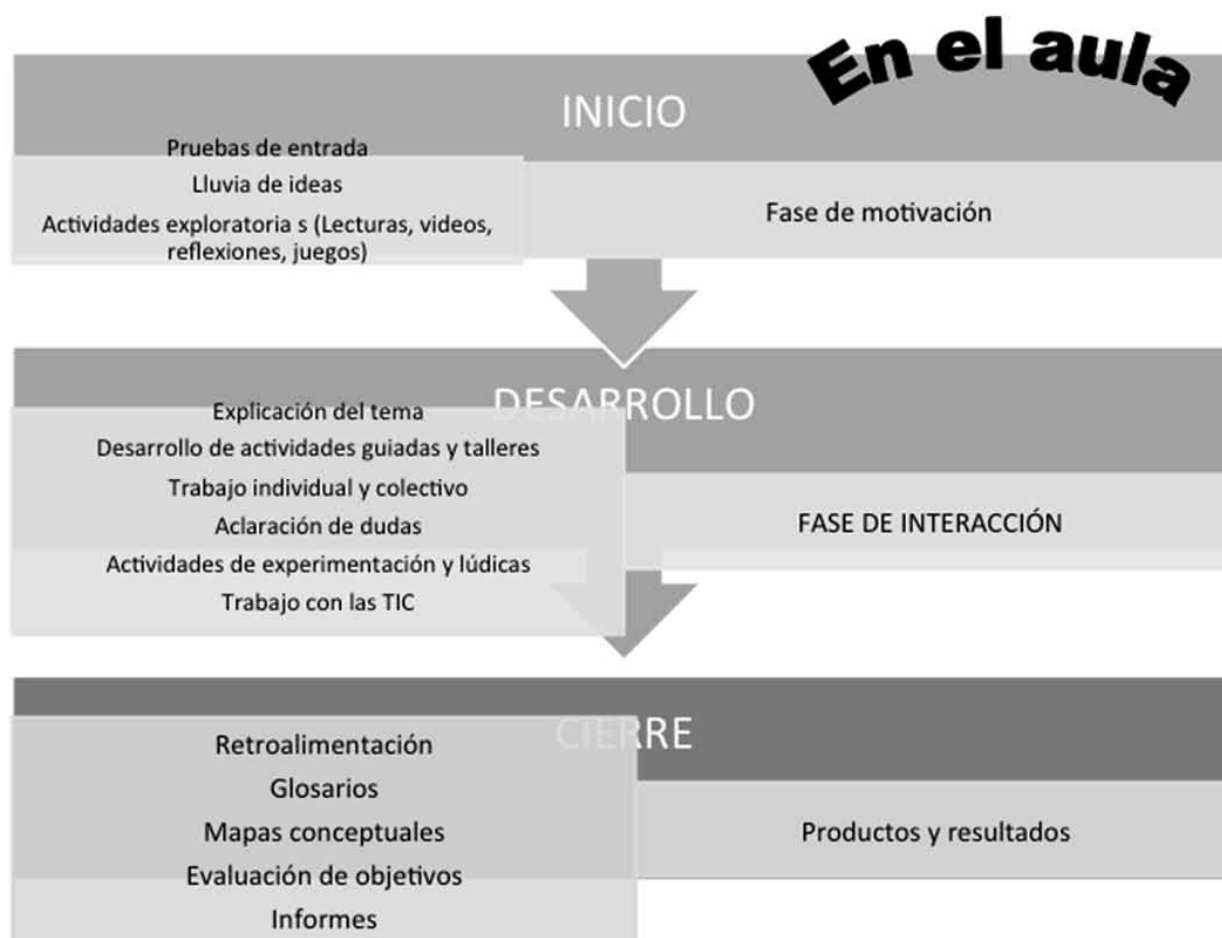 En el aula
INICIO
Pruebas de entrada
Lluvia de ideas
Actividades exploratoria s (Lecturas, videos,
reflexiones, juegos)
Fase de motivación
DESARROLLO
Explicación del tema
Desarrollo de actividades guiadas y talleres
Trabajo individual y colectivo
Aclaración de dudas
Actividades de experimentación y lúdicas
Trabajo con las TIC
FASE DE INTERACCIÓN
CIERRE
Retroalimentación
Glosarios
Mapas conceptuales
Evaluación de objetivos
Informes
Productos y resultados